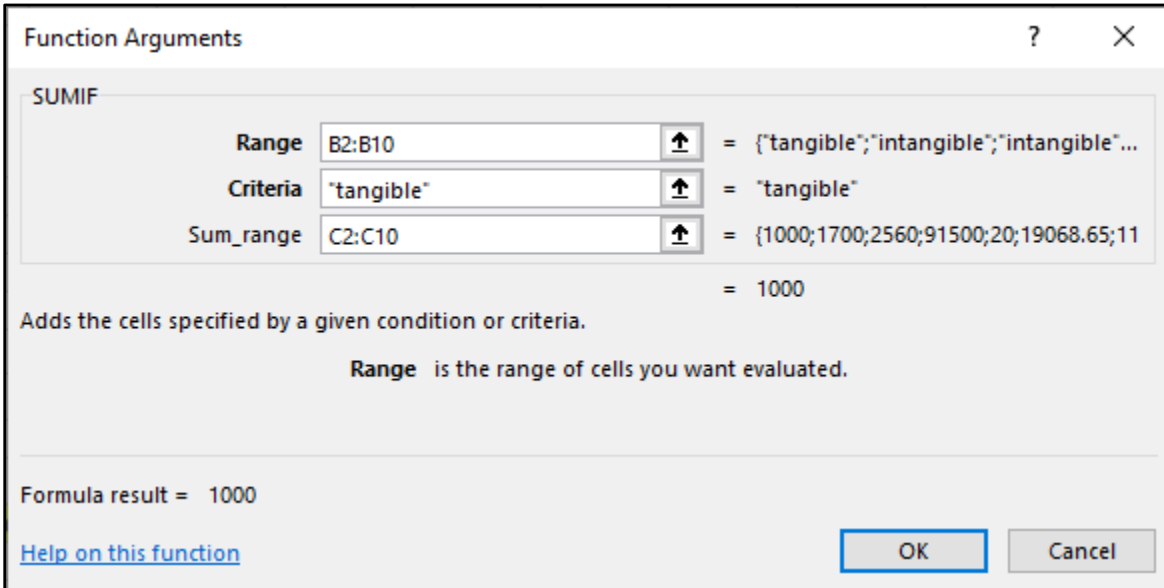 Function Arguments ?
SUMIF
Range B2:B10 = {"tangible";"intangible";"intangible"...
Criteria "tangible" = "tangible"
Sum_range C2:C10 = {1000;1700;2560;91500;20;19068.65;11
= 1000
Adds the cells specified by a given condition or criteria.
Range is the range of cells you want evaluated.
Formula result = 1000
Help on this function OK Cancel